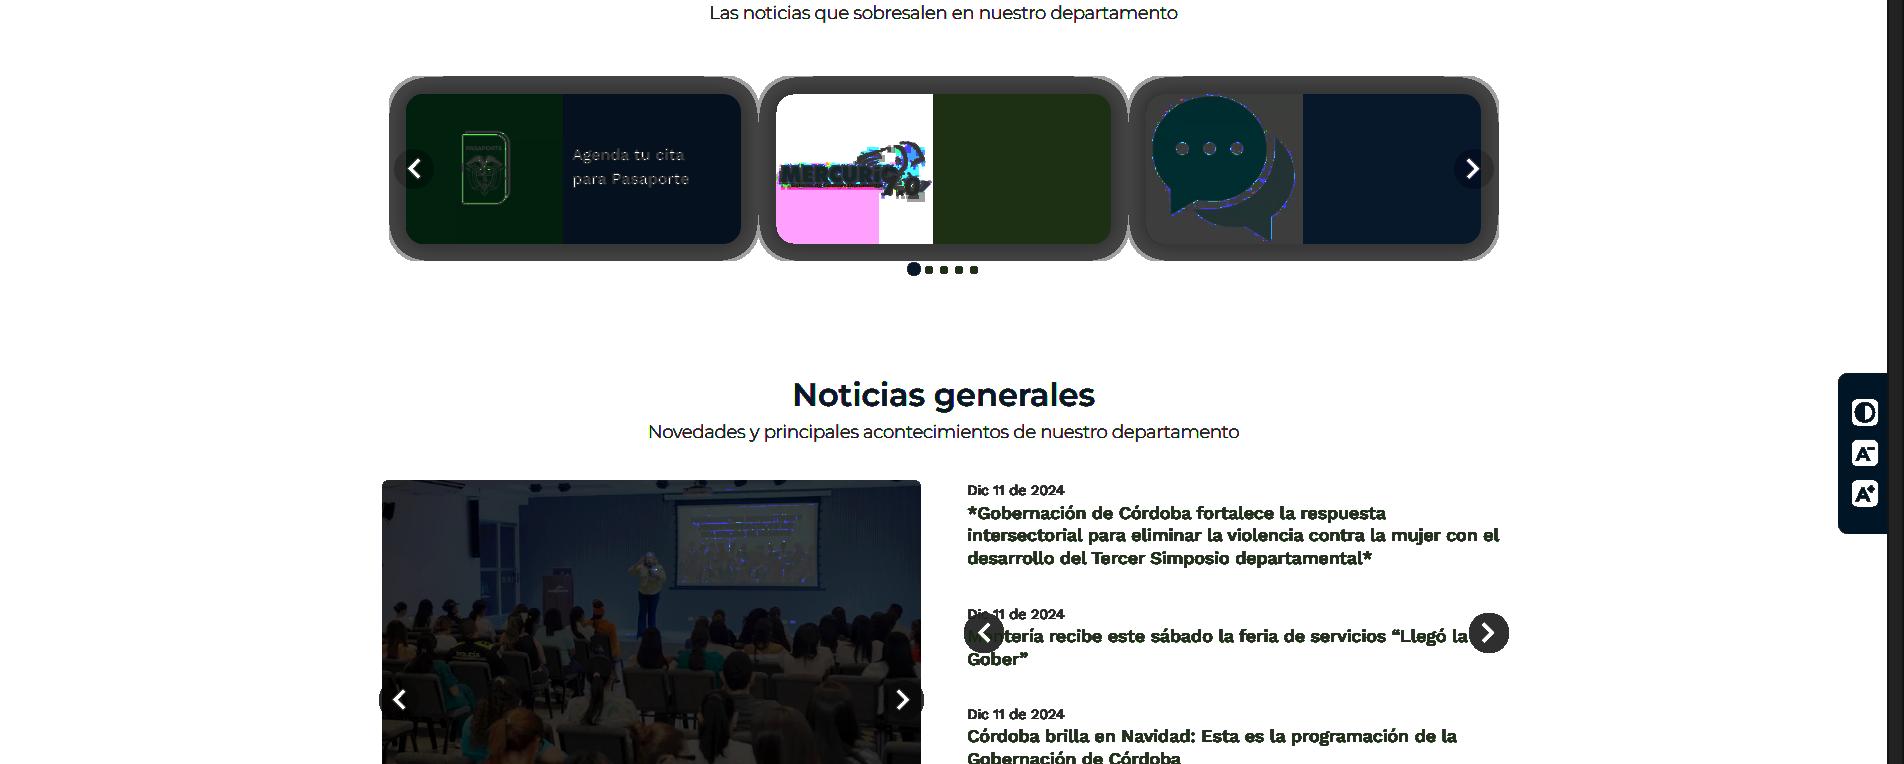 Las noticias que sobresalen en nuestro departamento
PASAPORTE
Agenda tu cita
para Pasaporte
MERCURIO
Noticias generales
Novedades y principales acontecimientos de nuestro departamento
A-
A+
Dic 11 de 2024
*Gobernación de Córdoba fortalece la respuesta
intersectorial para eliminar la violencia contra la mujer con el
desarrollo del Tercer Simposio departamental*
Dic 11 de 2024
Montería recibe este sábado la feria de servicios “Llegó la
Gober”
POLICÍA
Dic 11 de 2024
Córdoba brilla en Navidad: Esta es la programación de la
Gobernación de Córdoba